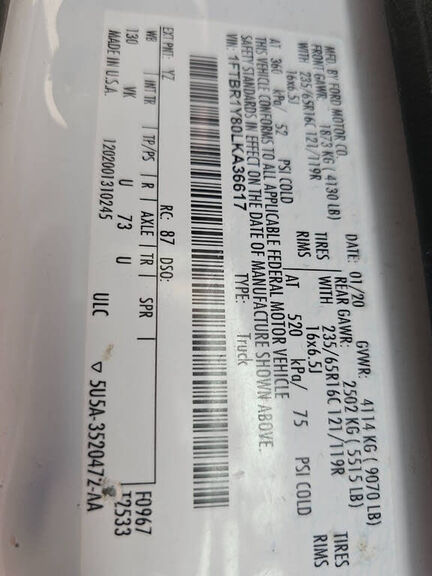 MFD. BY FORD MOTOR CO.
DATE: 01/20 GVWR: 4114 KG ( 9070 LB)
FRONT GAWR: 1873 KG ( 4130 LB) REAR GAWR: 2502 KG ( 5515 LB)
WITH 235/65R16C 121/119R TIRES WITH 235/65R16C 121/119R TIRES
16x6.5J RIMS 16x6.5J RIMS
AT 360 kPa/ 52 PSI COLD AT 520 kPa/ 75 PSI COLD
THIS VEHICLE CONFORMS TO ALL APPLICABLE FEDERAL MOTOR VEHICLE
SAFETY STANDARDS IN EFFECT ON THE DATE OF MANUFACTURE SHOWN ABOVE.
VIN: 1FTBR1Y80LKA36617 TYPE: Truck
EXT PNT: YZ RC: 87 DSO: F0967
WB INT TR TP/PS R AXLE TR SPR T2533
130 VK U 73 U
MADE IN U.S.A. 120200131 0245 ULC ▽ 5U5A-3520472-AA